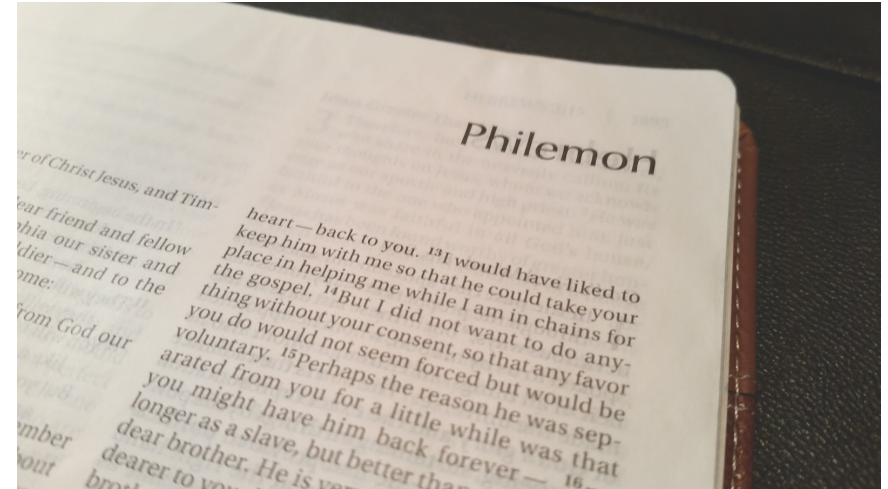 Philemon
er of Christ Jesus, and Tim-
ear friend and fellow
phia our sister and
ldier—and to the
ome:
from God our
ember
bout
heart—back to you. ¹³I would have liked to
keep him with me so that he could take your
place in helping me while I am in chains for
the gospel. ¹⁴But I did not want to do any-
thing without your consent, so that any favor
you do would not seem forced but would be
voluntary. ¹⁵Perhaps the reason he was sep-
arated from you for a little while was that
you might have him back forever— ¹⁶
longer as a slave, but better than
dear brother. He is very
dearer to you